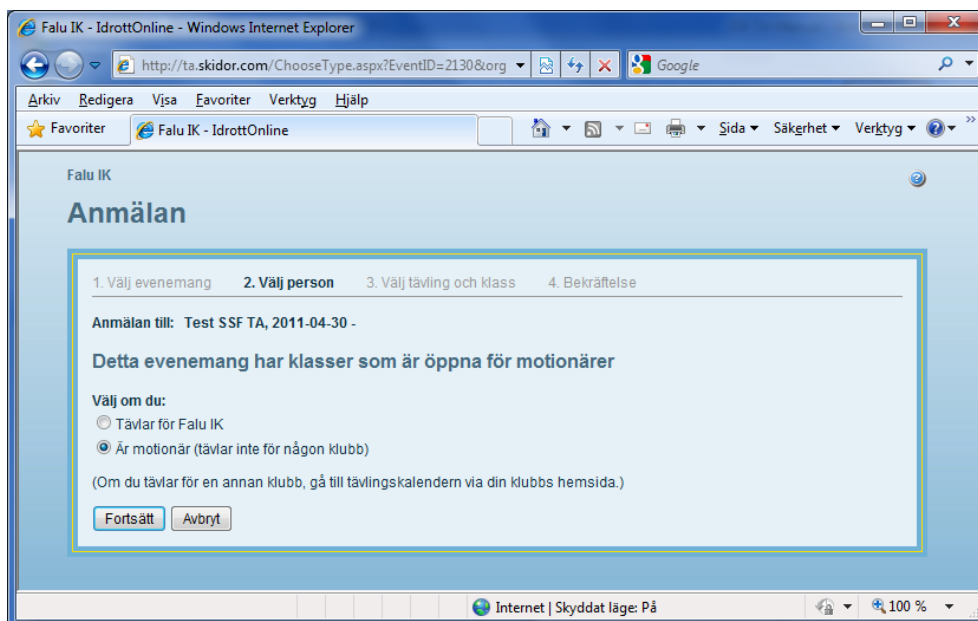 Falu IK - IdrottOnline - Windows Internet Explorer
http://ta.skidor.com/ChooseType.aspx?EventID=2130&org
Google
Arkiv Redigera Visa Favoriter Verktyg Hjälp
Favoriter Falu IK - IdrottOnline Sida Säkerhet Verktyg »
Falu IK
Anmälan
1. Välj evenemang 2. Välj person 3. Välj tävling och klass 4. Bekräftelse
Anmälan till: Test SSF TA, 2011-04-30 -
Detta evenemang har klasser som är öppna för motionärer
Välj om du:
Tävlar för Falu IK
Är motionär (tävlar inte för någon klubb)
(Om du tävlar för en annan klubb, gå till tävlingskalendern via din klubbs hemsida.)
Fortsätt Avbryt
Internet | Skyddat läge: På 100 %